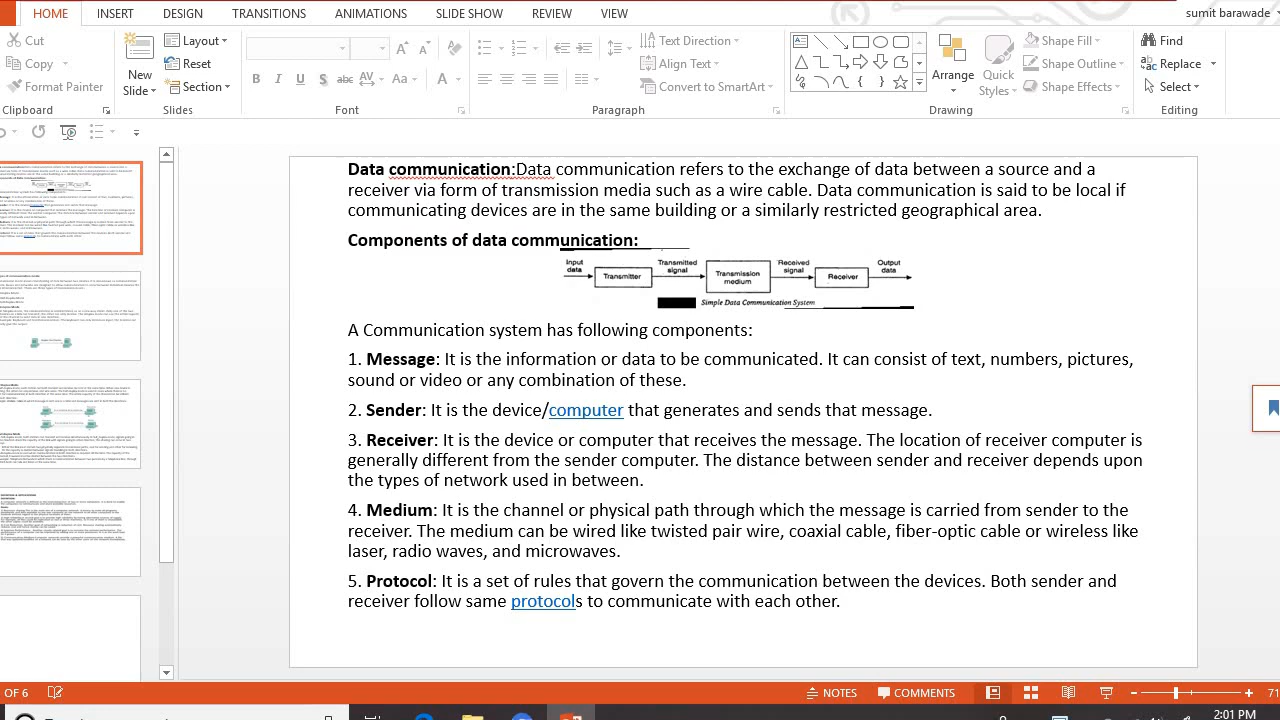 HOME INSERT DESIGN TRANSITIONS ANIMATIONS SLIDE SHOW REVIEW VIEW sumit barawade
Cut
Copy
Format Pain
Clipboard
New
Slide
Layout
Reset
Section
Slides
B I U S abc AV Aa A
Font
Text Direction
Align Text
Convert to SmartArt
Paragraph
Arrange
Quick
Styles
Shape Fill
Shape Outline
Shape Effects
Drawing
Find
Replace
Select
Editing
Data communication Data communication refers to the exchange of data between a source and a
receiver via form of transmission media such as a wire cable. Data communication is said to be local if
communicating devices are in the same building or a similarly restricted geographical area.
Components of data communication:
Input
data
Transmitter
Transmitted
signal
Transmission
medium
Received
signal
Receiver
Output
data
Simple Data Communication System
A Communication system has following components:
1. Message: It is the information or data to be communicated. It can consist of text, numbers, pictures,
sound or video or any combination of these.
2. Sender: It is the device/computer that generates and sends that message.
3. Receiver: It is the device or computer that receives the message. The location of receiver computer is
generally different from the sender computer. The distance between sender and receiver depends upon
the types of network used in between.
4. Medium: It is the channel or physical path through which the message is carried from sender to the
receiver. The medium can be wired like twisted pair wire, coaxial cable, fiber-optic cable or wireless like
laser, radio waves, and microwaves.
5. Protocol: It is a set of rules that govern the communication between the devices. Both sender and
receiver follow same protocols to communicate with each other.
OF 6 NOTES COMMENTS 71
2:01 PM